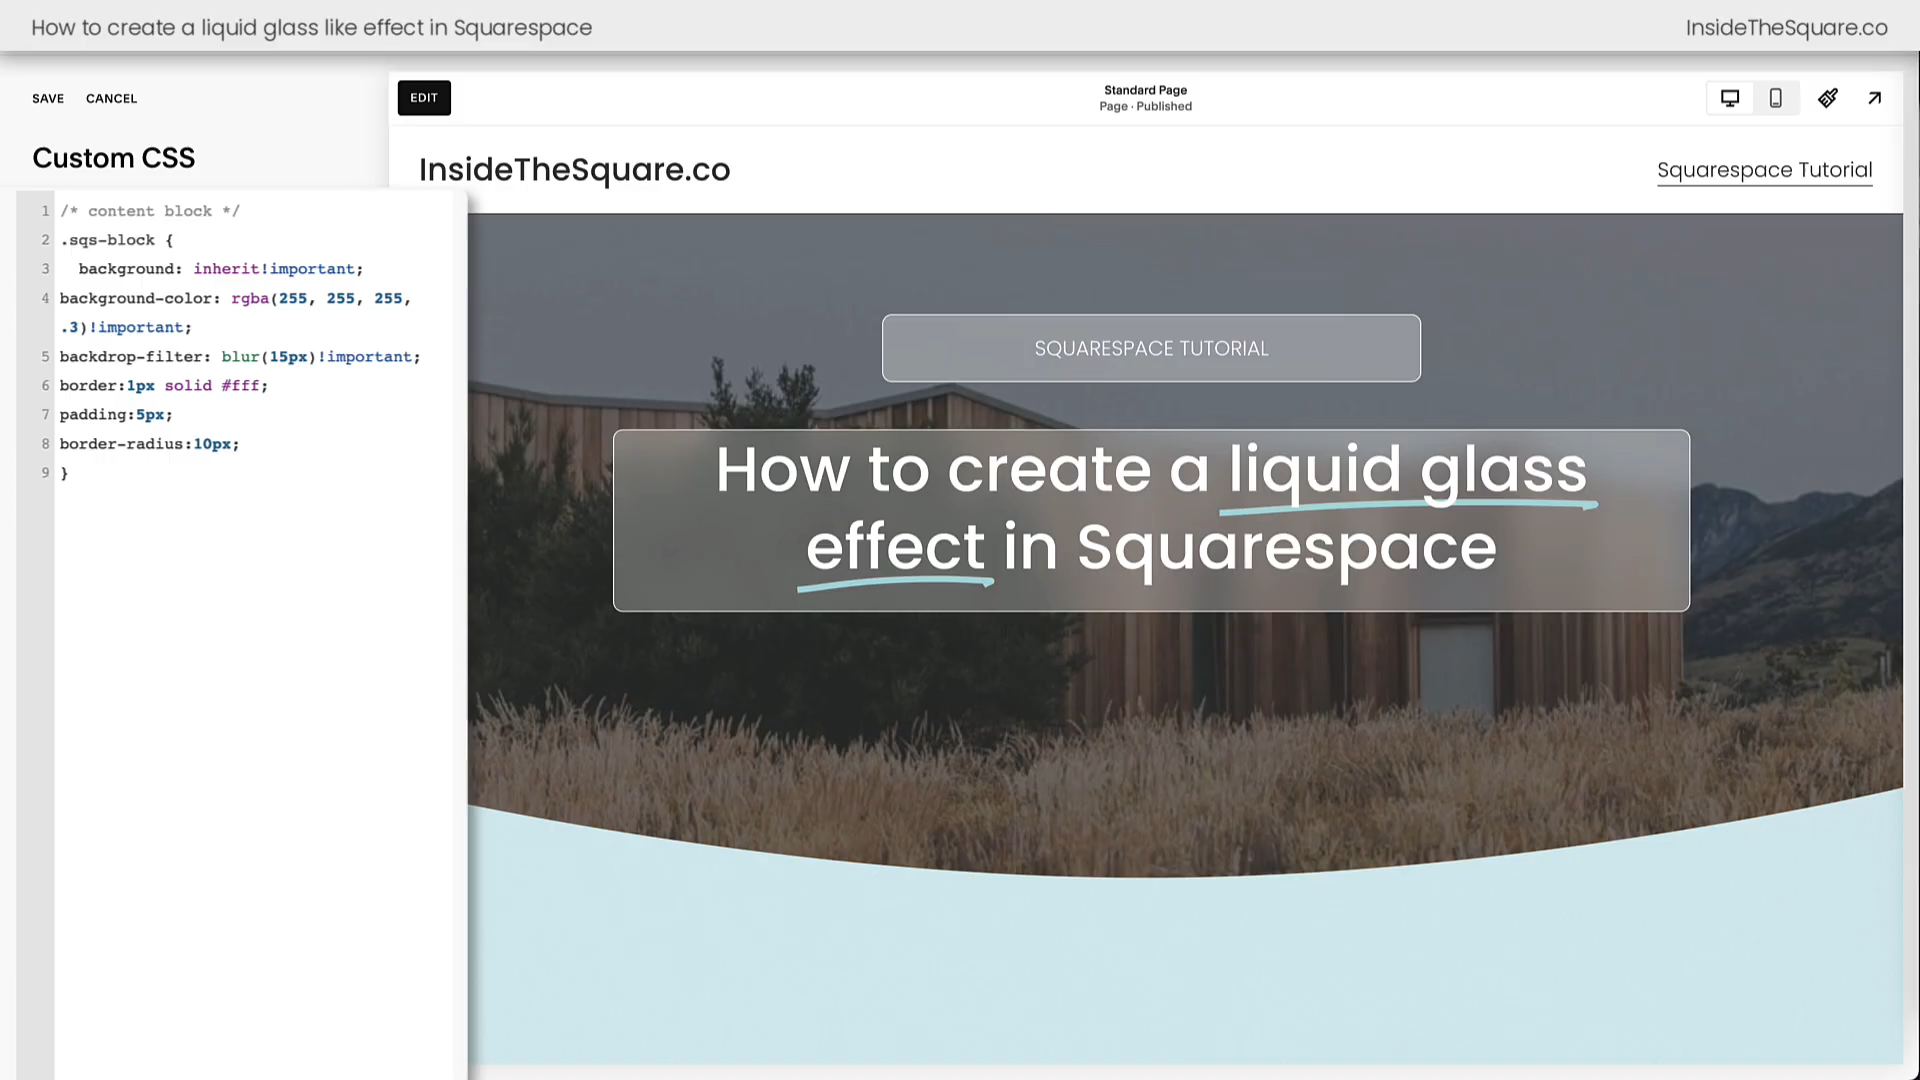 How to create a liquid glass like effect in Squarespace
InsideTheSquare.co
SAVE CANCEL
EDIT
Standard Page
Page · Published
Custom CSS
InsideTheSquare.co
Squarespace Tutorial
1 /* content block */
2 .sqs-block {
3 background: inherit!important;
4 background-color: rgba(255, 255, 255,
.3)!important;
5 backdrop-filter: blur(15px)!important;
6 border:1px solid #fff;
7 padding:5px;
8 border-radius:10px;
9 }
SQUARESPACE TUTORIAL
How to create a liquid glass
effect in Squarespace